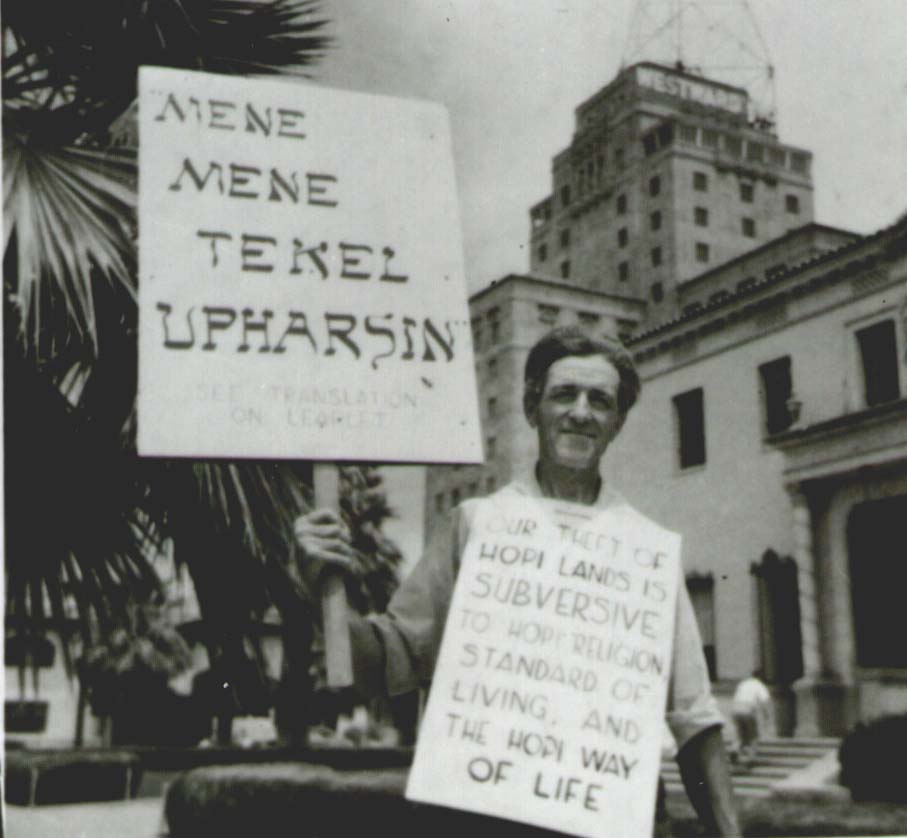 "MENE
MENE
TEKEL
UPHARSIN"
SEE TRANSLATION
ON LEAFLET
WESTWARD
OUR THEFT OF
HOPI LANDS IS
SUBVERSIVE
TO HOPI RELIGION,
STANDARD OF
LIVING, AND
THE HOPI WAY
OF LIFE